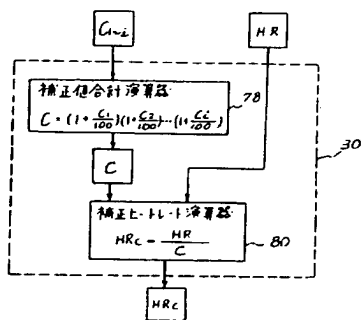 C1~i
HR
補正値合計演算器
78
C = (1+C1/100)(1+C2/100)…(1+Ci/100)
30
C
補正ヒートレート演算器
HRc = HR/C
80
HRc